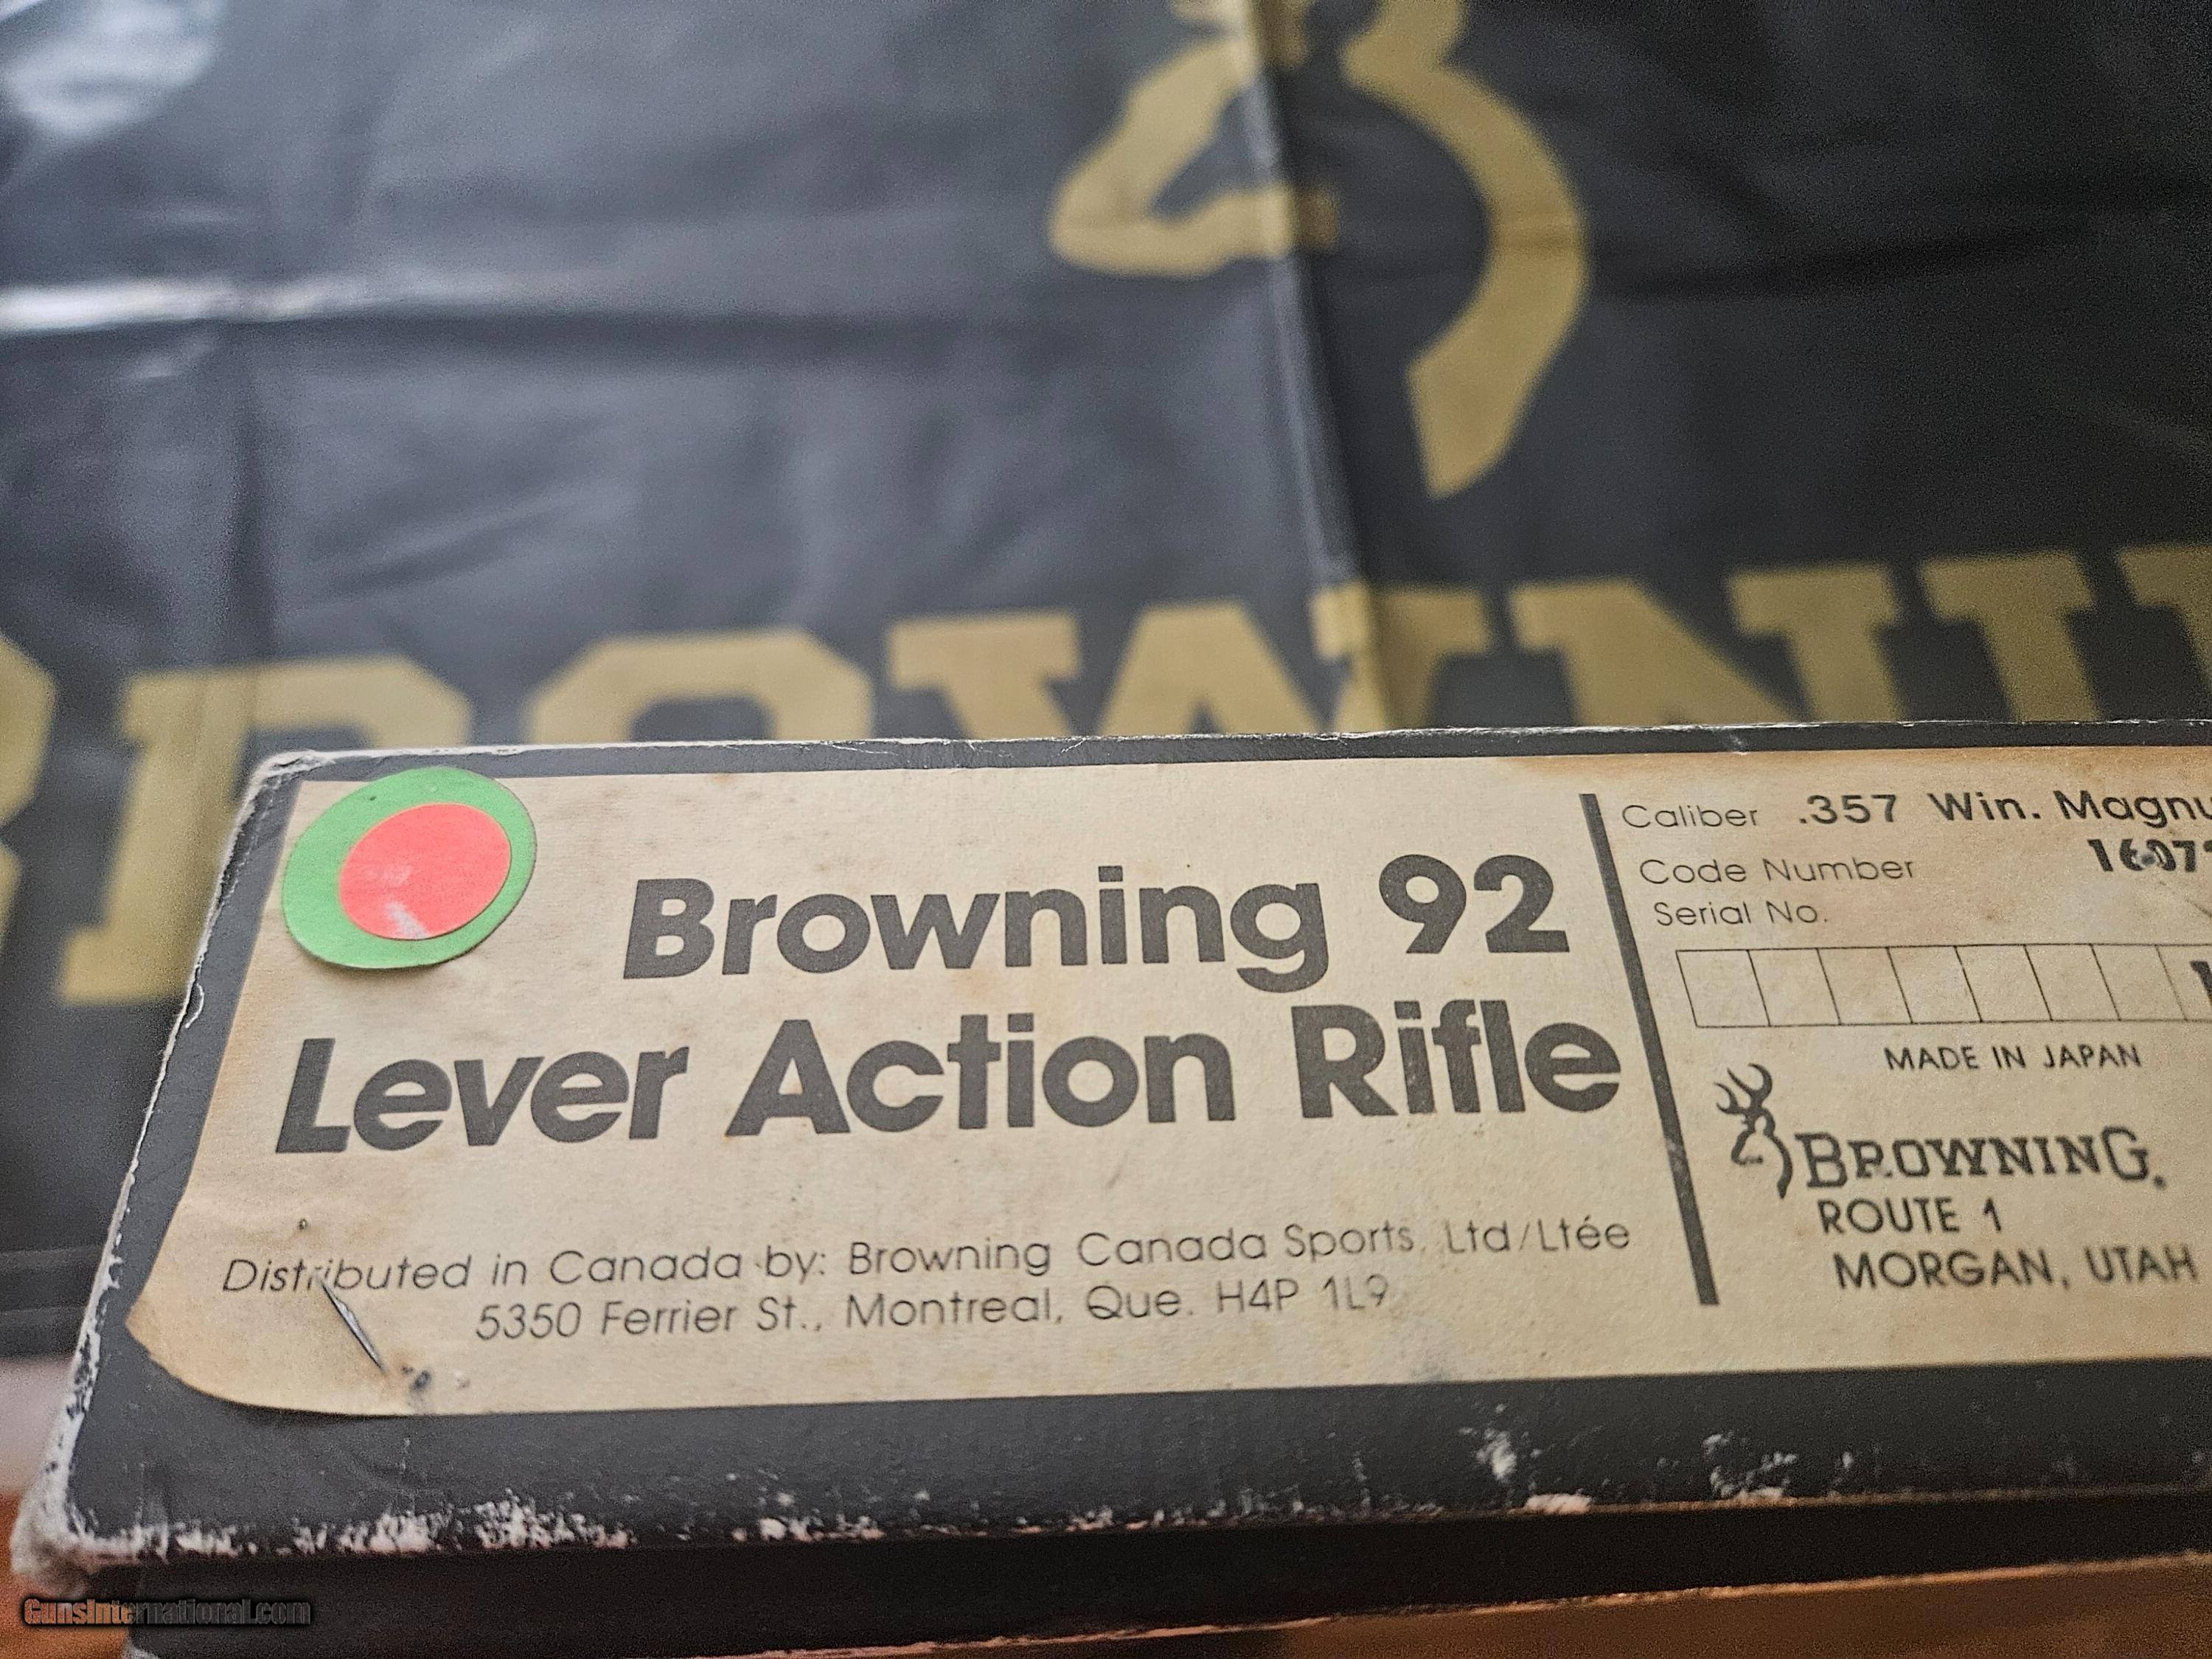 Browning 92
Lever Action Rifle
Distributed in Canada by: Browning Canada Sports, Ltd/Ltée
5350 Ferrier St., Montreal, Que. H4P 1L9
Caliber .357 Win. Magnu
Code Number
Serial No.
MADE IN JAPAN
BROWNING.
ROUTE 1
MORGAN, UTAH
GunsInternational.com